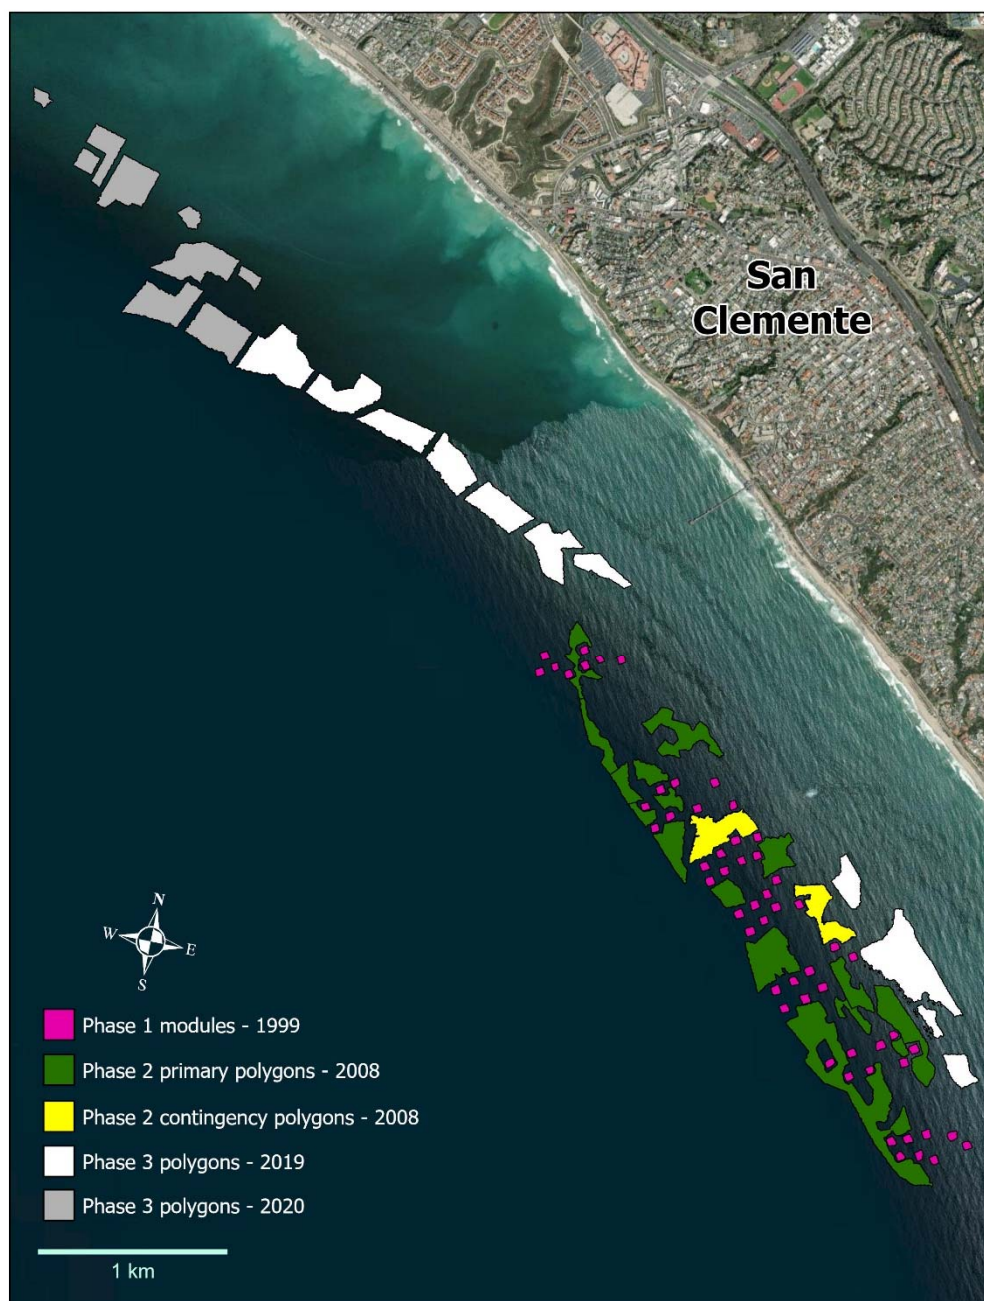 San
Clemente
N
W
E
S
Phase 1 modules - 1999
Phase 2 primary polygons - 2008
Phase 2 contingency polygons - 2008
Phase 3 polygons - 2019
Phase 3 polygons - 2020
1 km